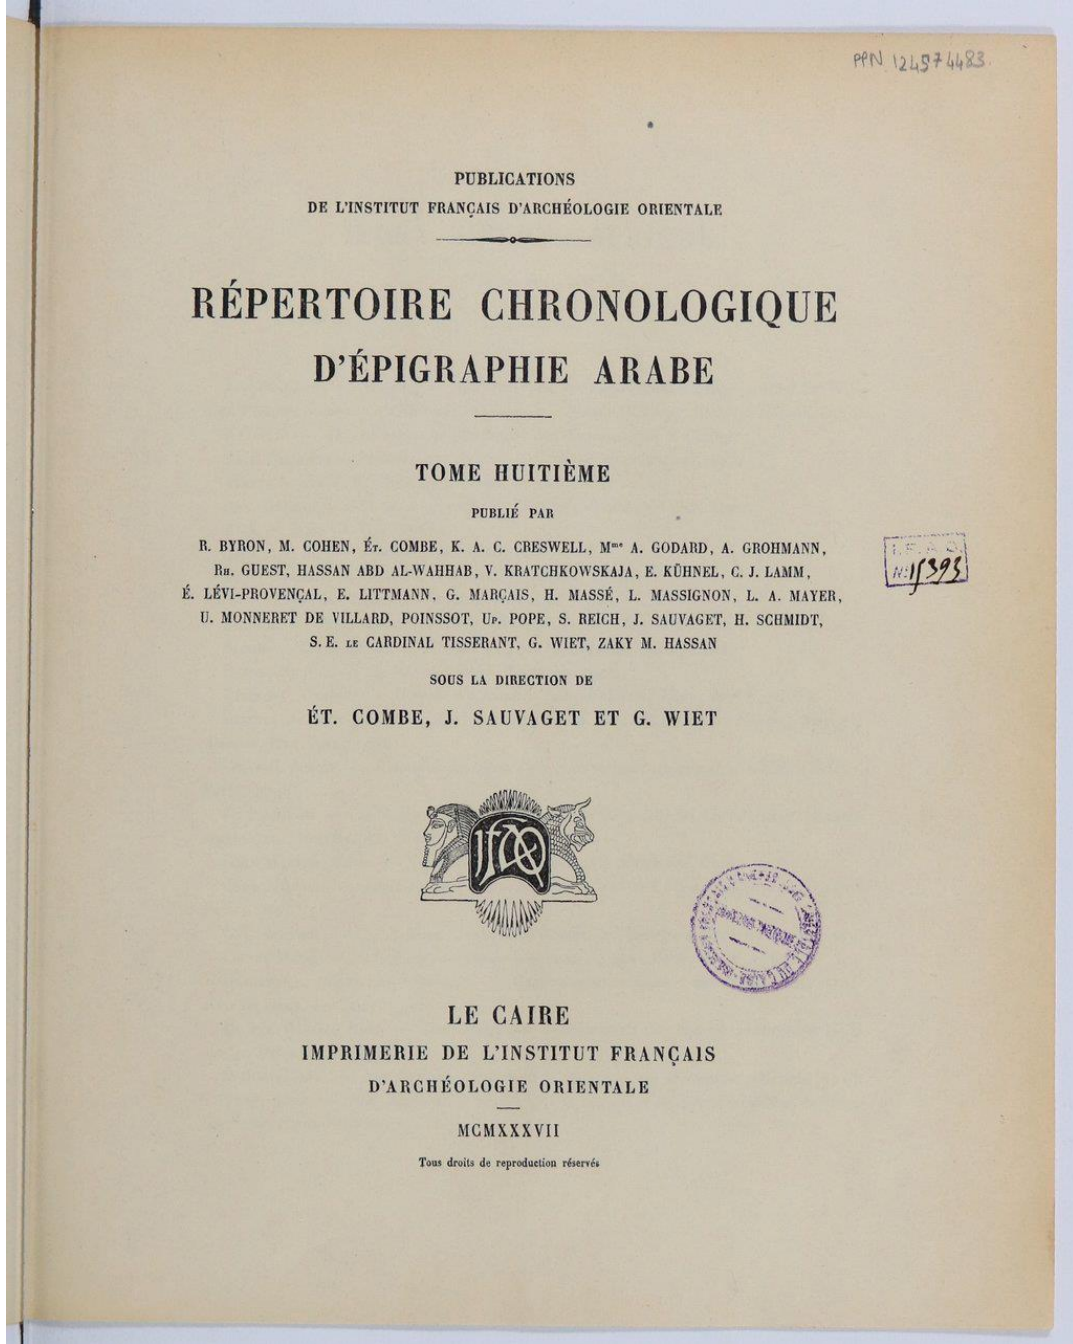 PPN 124974483
PUBLICATIONS
DE L'INSTITUT FRANÇAIS D'ARCHÉOLOGIE ORIENTALE
RÉPERTOIRE CHRONOLOGIQUE
D'ÉPIGRAPHIE ARABE
TOME HUITIÈME
PUBLIÉ PAR
R. BYRON, M. COHEN, Ét. COMBE, K. A. C. CRESWELL, Mme A. GODARD, A. GROHMANN,
Rh. GUEST, HASSAN ABD AL-WAHHAB, V. KRATCHKOWSKAJA, E. KÜHNEL, C. J. LAMM,
É. LÉVI-PROVENÇAL, E. LITTMANN, G. MARÇAIS, H. MASSÉ, L. MASSIGNON, L. A. MAYER,
U. MONNERET DE VILLARD, POINSSOT, Up. POPE, S. REICH, J. SAUVAGET, H. SCHMIDT,
S. E. le CARDINAL TISSERANT, G. WIET, ZAKY M. HASSAN
I.F.A.O.
No 15393
SOUS LA DIRECTION DE
ÉT. COMBE, J. SAUVAGET ET G. WIET
IFAO
LE CAIRE
IMPRIMERIE DE L'INSTITUT FRANÇAIS
D'ARCHÉOLOGIE ORIENTALE
MCMXXXVII
Tous droits de reproduction réservés